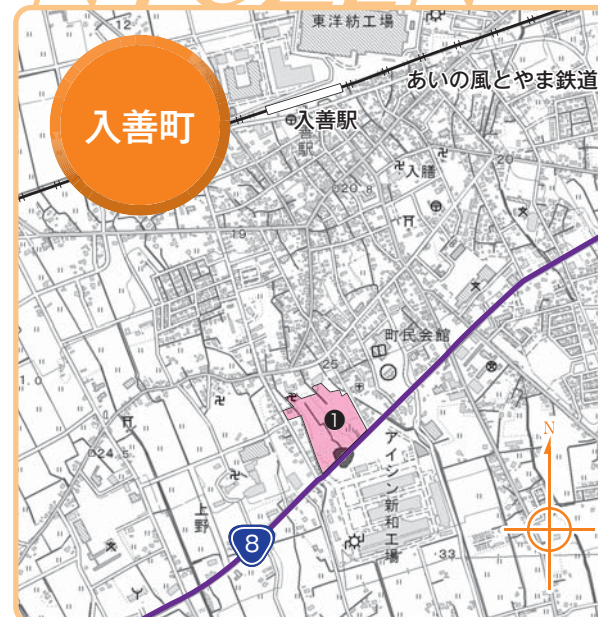 NYUZEN
12
東洋紡工場
あいの風とやま鉄道
入善町
入善駅
入膳
20.8
20
19
町民会館
25
❶
24.5
上野
アイシン新和工場
8
33
N